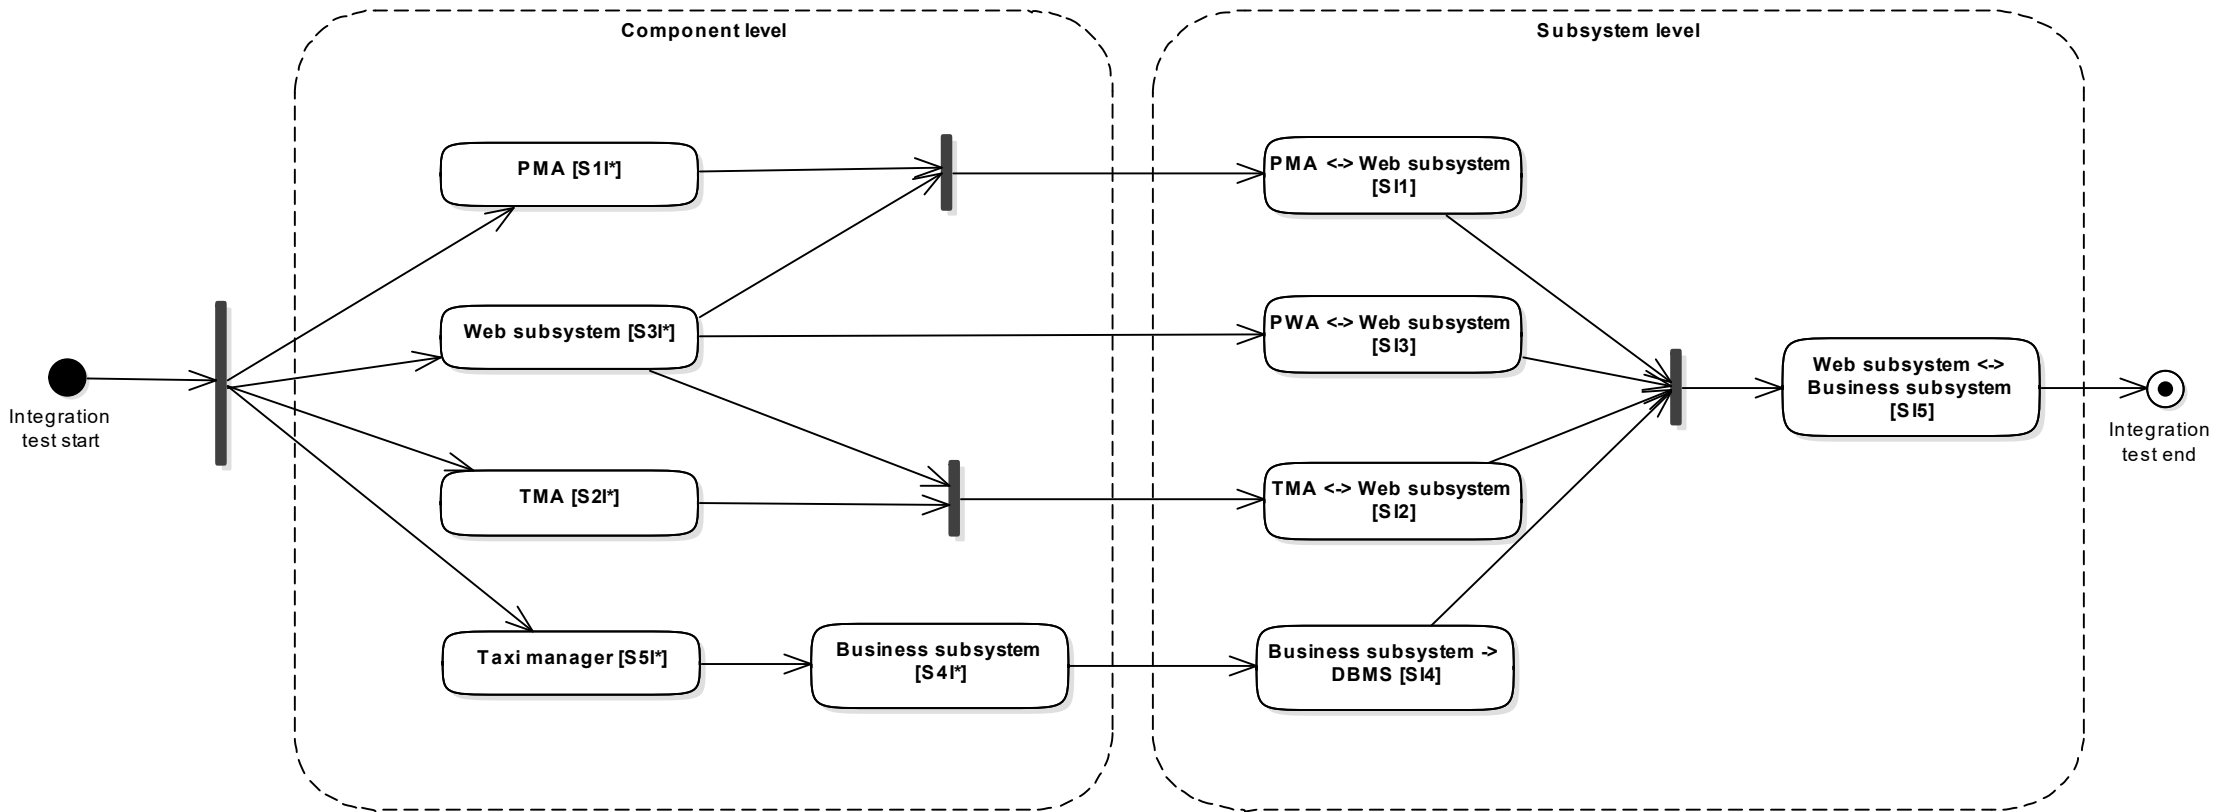 Component level
Subsystem level
PMA [S1I*]
PMA <-> Web subsystem
[SI1]
Web subsystem [S3I*]
PWA <-> Web subsystem
[SI3]
Web subsystem <->
Business subsystem
[SI5]
Integration
test start
Integration
test end
TMA [S2I*]
TMA <-> Web subsystem
[SI2]
Taxi manager [S5I*]
Business subsystem
[S4I*]
Business subsystem ->
DBMS [SI4]